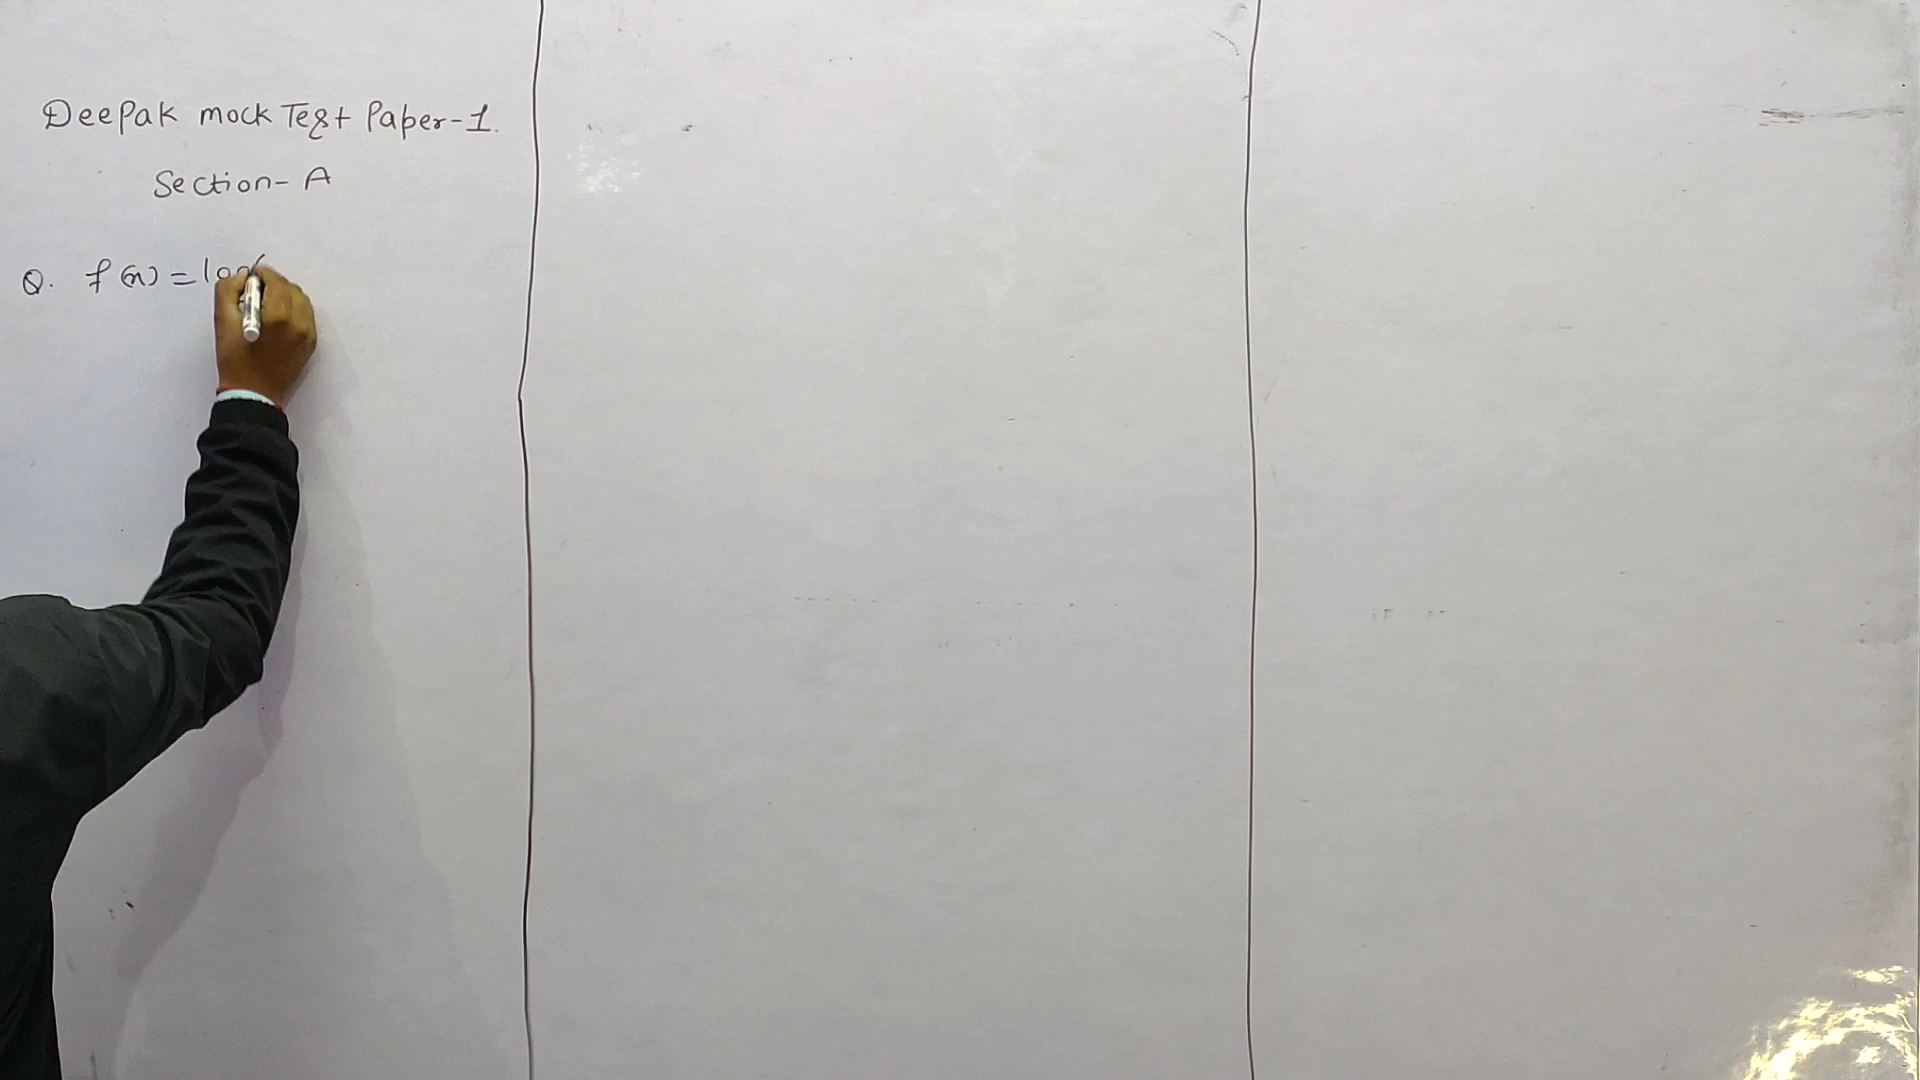 Deepak mock Test Paper-1.
Section-A
Q. f(x) = log(